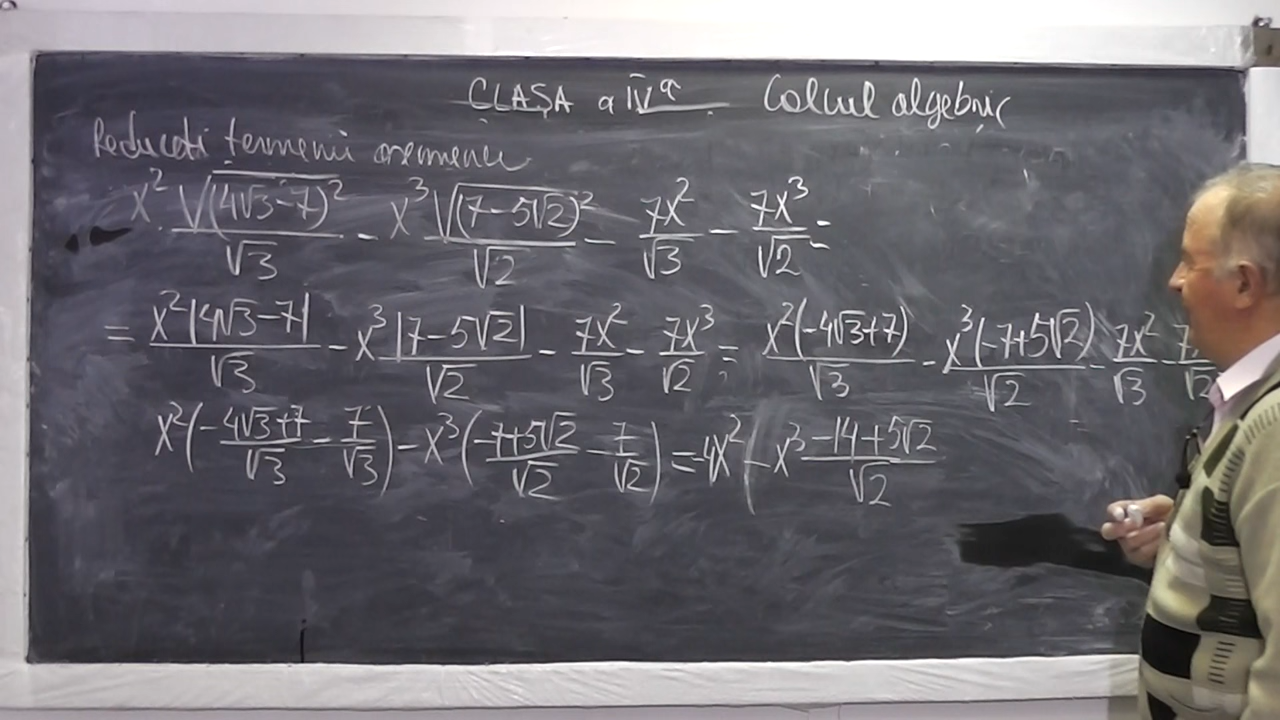 CLASA a IVª Calcul algebric
Reduceți termenii asemenea
x² √(4√3-7)²/√3 - x³ √(7-5√2)²/√2 - 7x²/√3 - 7x³/√2 =
= x²|4√3-7|/√3 - x³|7-5√2|/√2 - 7x²/√3 - 7x³/√2 = x²(-4√3+7)/√3 - x³(-7+5√2)/√2 - 7x²/√3 - 7/√2
x²(-4√3+7/√3 - 7/√3) - x³(-7+5√2/√2 - 7/√2) = -4x² - x³ -14+5√2/√2